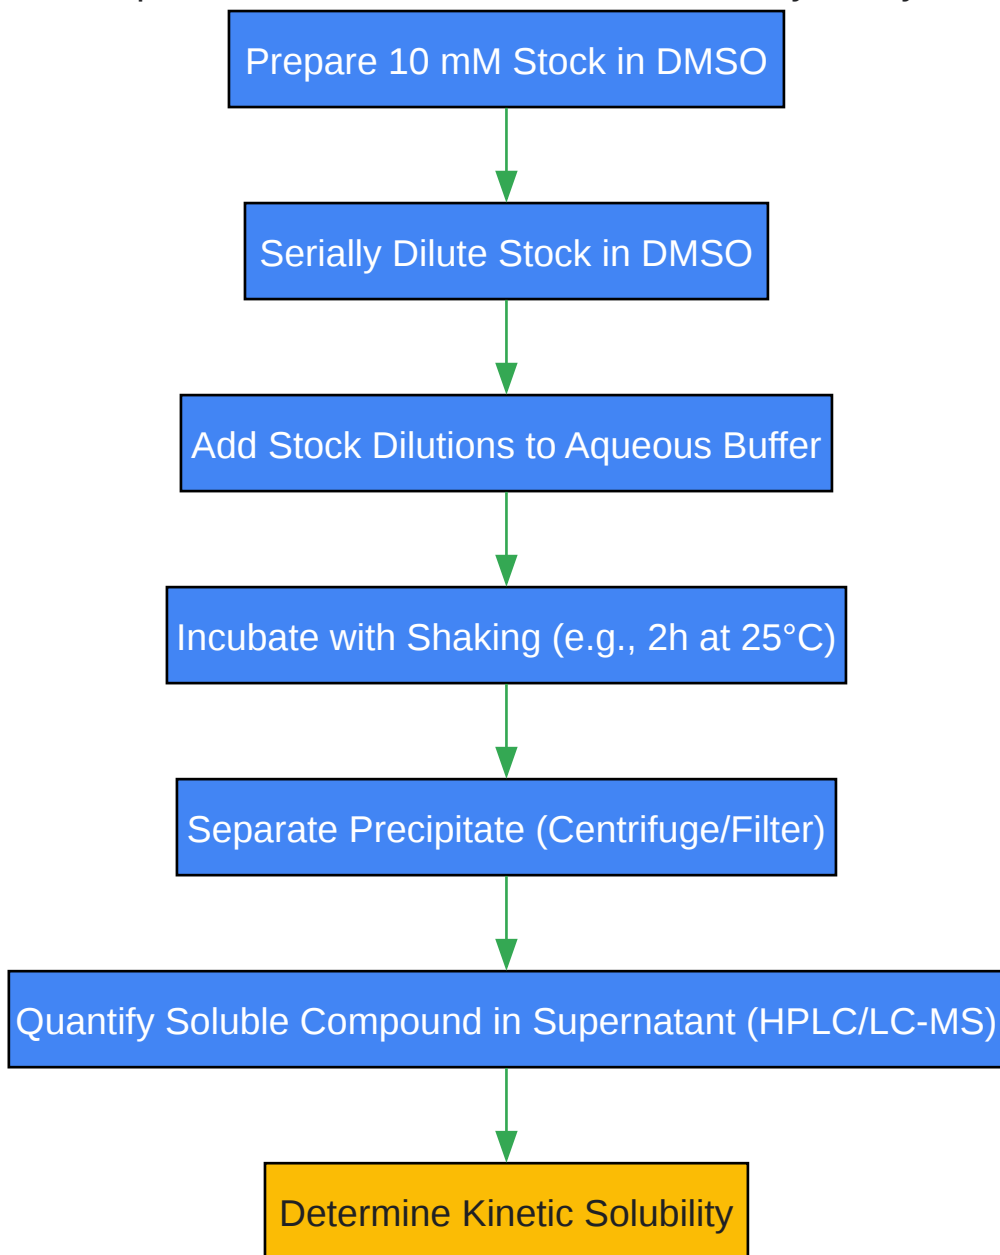 Prepare 10 mM Stock in DMSO
Serially Dilute Stock in DMSO
Add Stock Dilutions to Aqueous Buffer
Incubate with Shaking (e.g., 2h at 25°C)
Separate Precipitate (Centrifuge/Filter)
Quantify Soluble Compound in Supernatant (HPLC/LC-MS)
Determine Kinetic Solubility